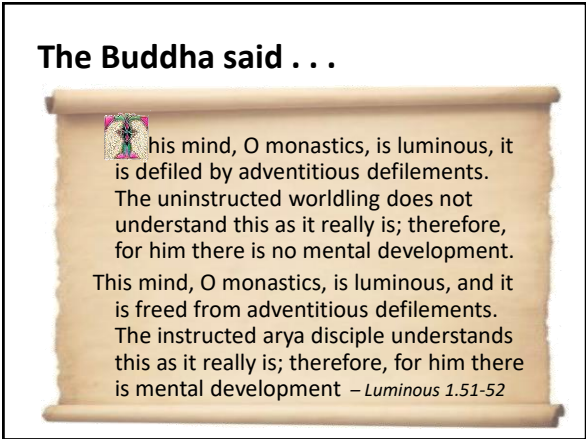 The Buddha said . . .
This mind, O monastics, is luminous, it
is defiled by adventitious defilements.
The uninstructed worldling does not
understand this as it really is; therefore,
for him there is no mental development.
This mind, O monastics, is luminous, and it
is freed from adventitious defilements.
The instructed arya disciple understands
this as it really is; therefore, for him there
is mental development – Luminous 1.51-52